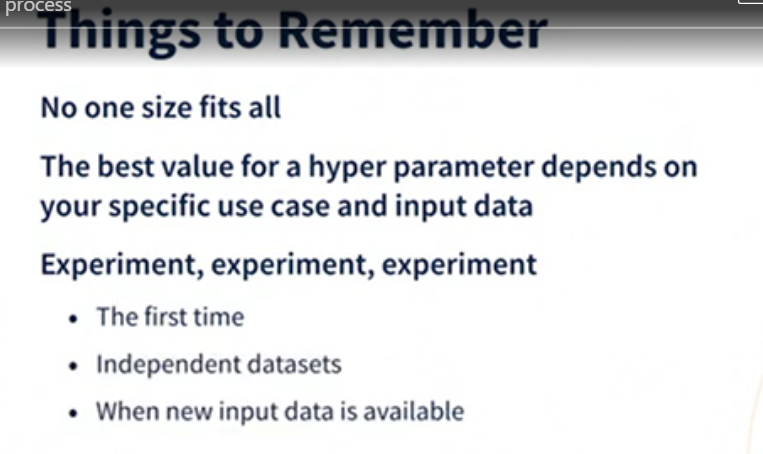 process
Things to Remember
No one size fits all
The best value for a hyper parameter depends on
your specific use case and input data
Experiment, experiment, experiment
• The first time
• Independent datasets
• When new input data is available